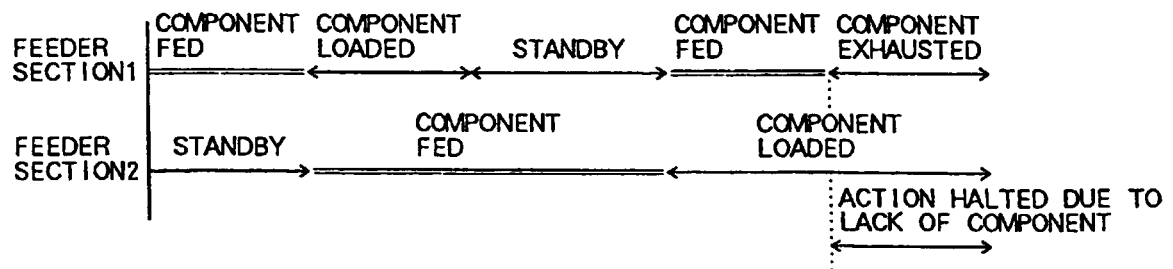 COMPONENT FED
COMPONENT LOADED
STANDBY
COMPONENT FED
COMPONENT EXHAUSTED
FEEDER SECTION1
COMPONENT FED
COMPONENT LOADED
FEEDER SECTION2
STANDBY
ACTION HALTED DUE TO
LACK OF COMPONENT